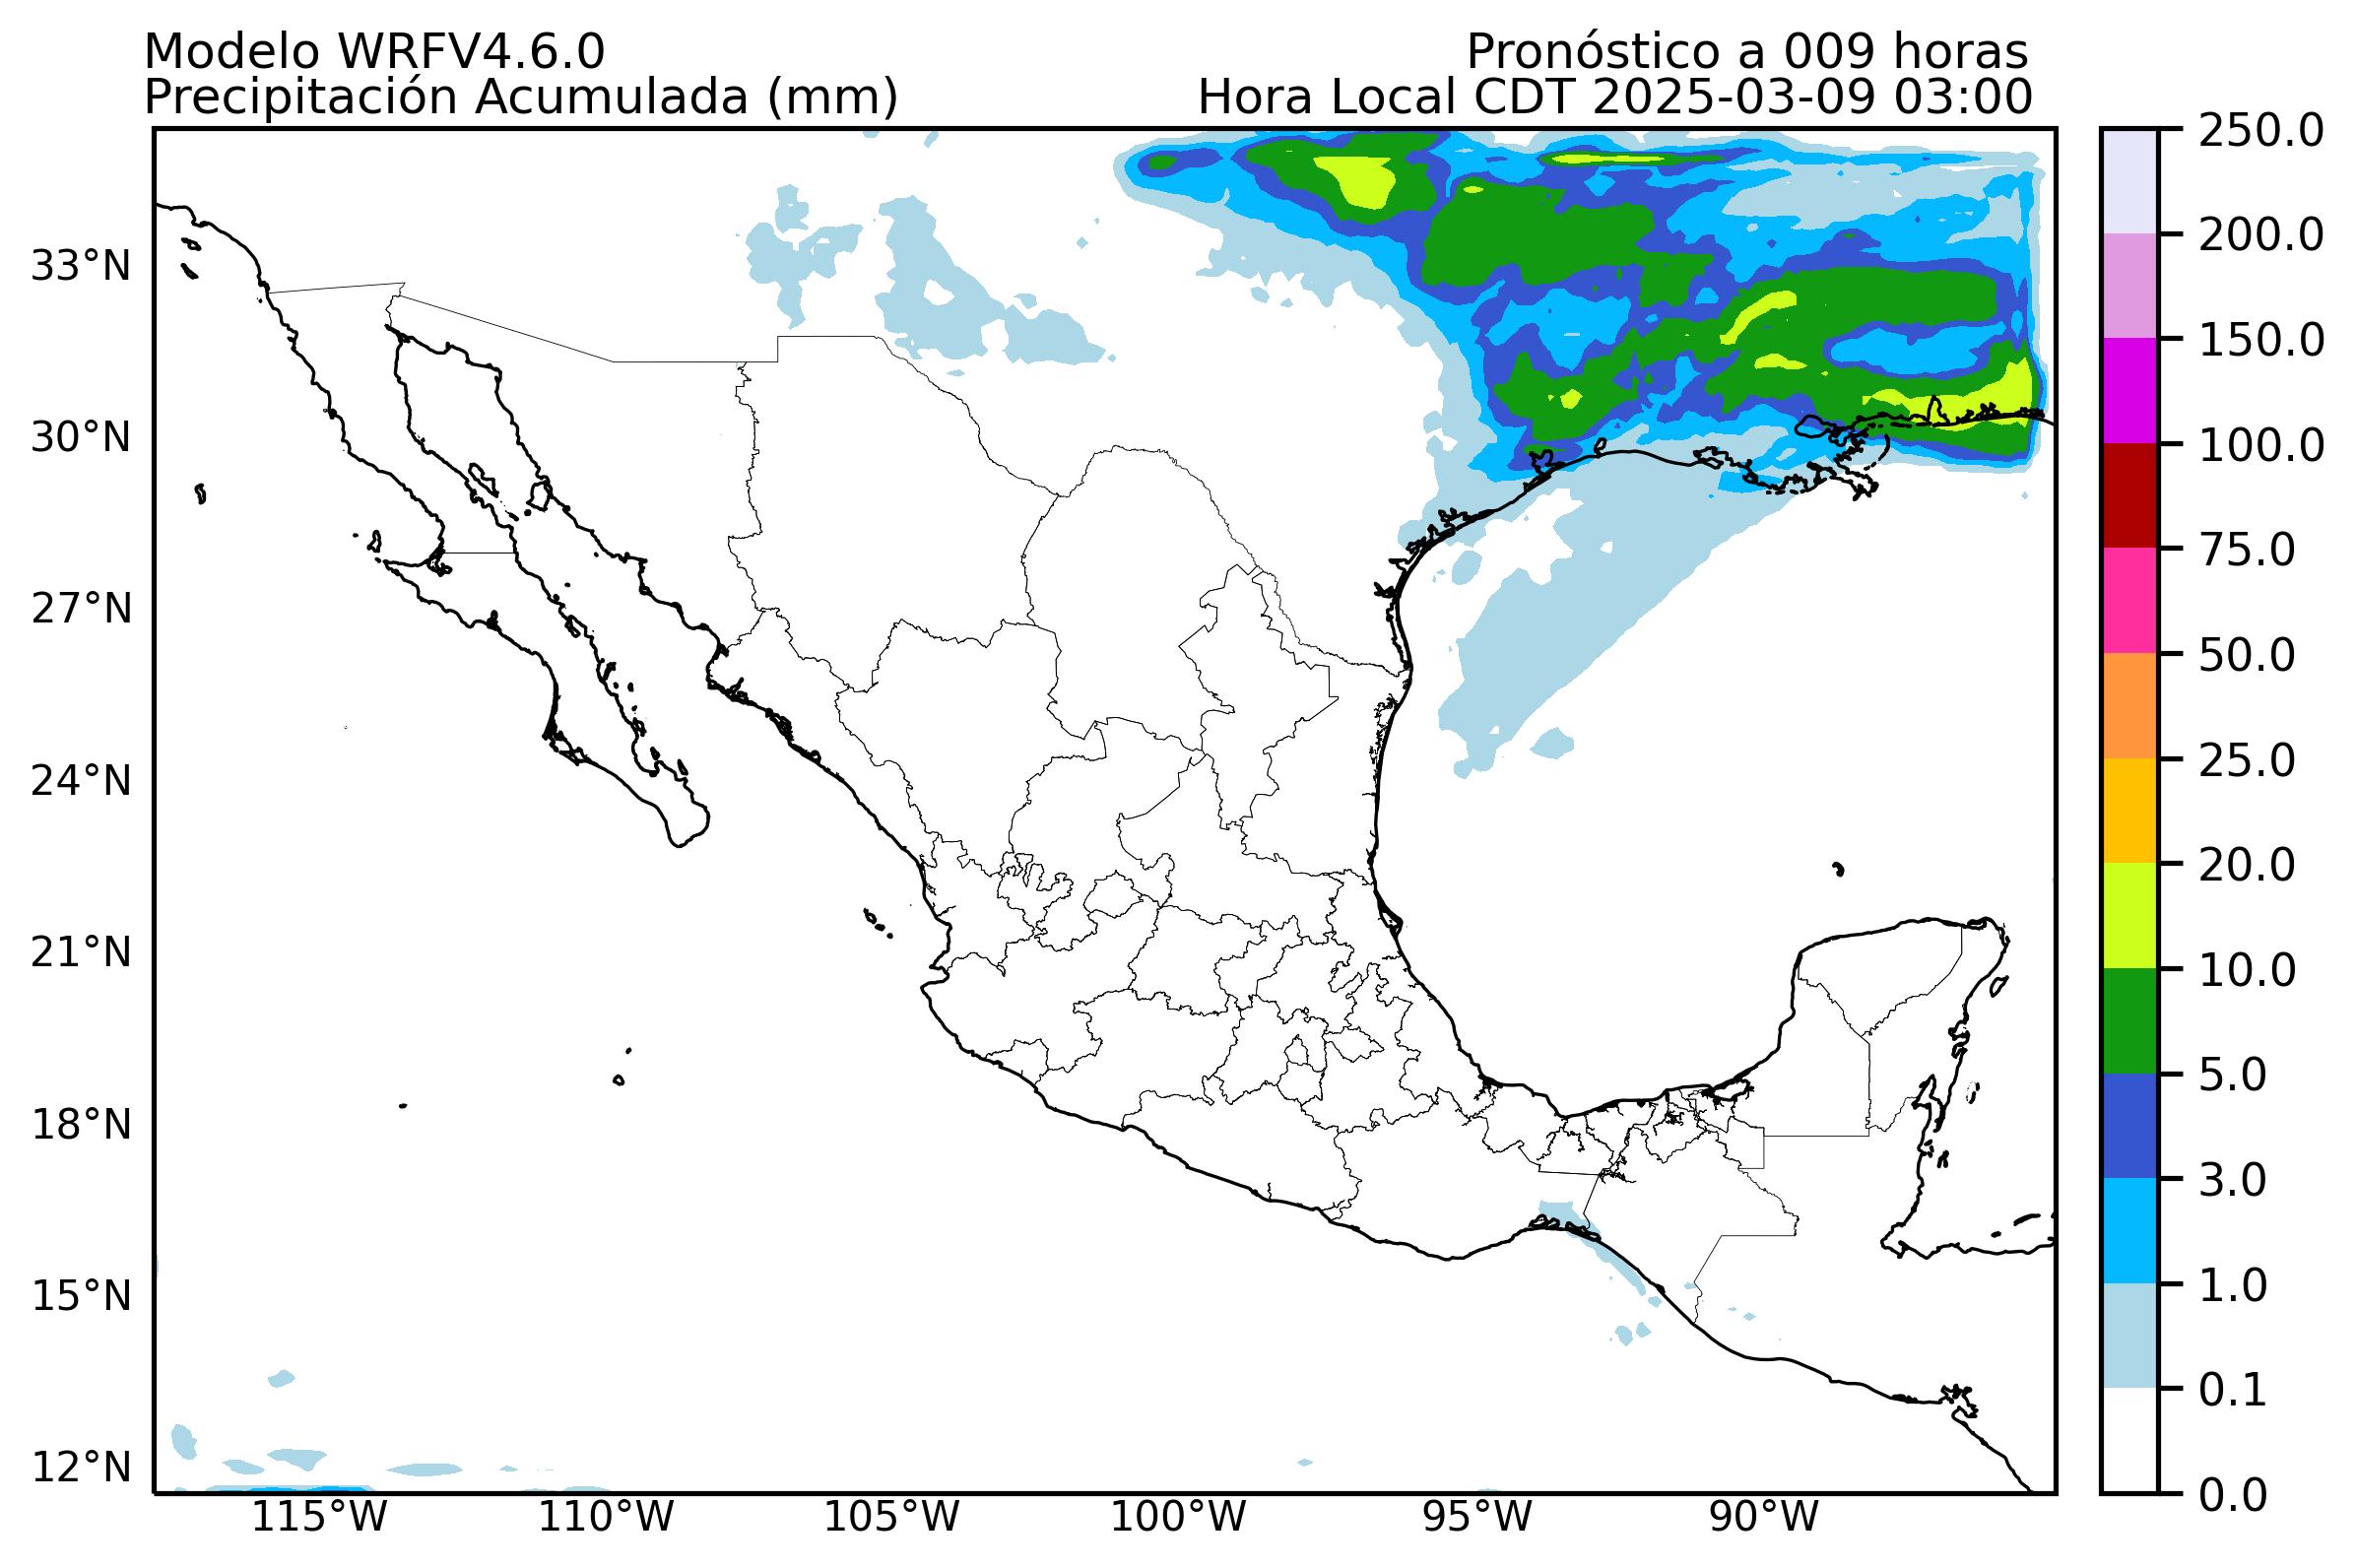 Modelo WRFV4.6.0
Pronóstico a 009 horas
Precipitación Acumulada (mm)
Hora Local CDT 2025-03-09 03:00
33°N
30°N
27°N
24°N
21°N
18°N
15°N
12°N
115°W
110°W
105°W
100°W
95°W
90°W
250.0
200.0
150.0
100.0
75.0
50.0
25.0
20.0
10.0
5.0
3.0
1.0
0.1
0.0